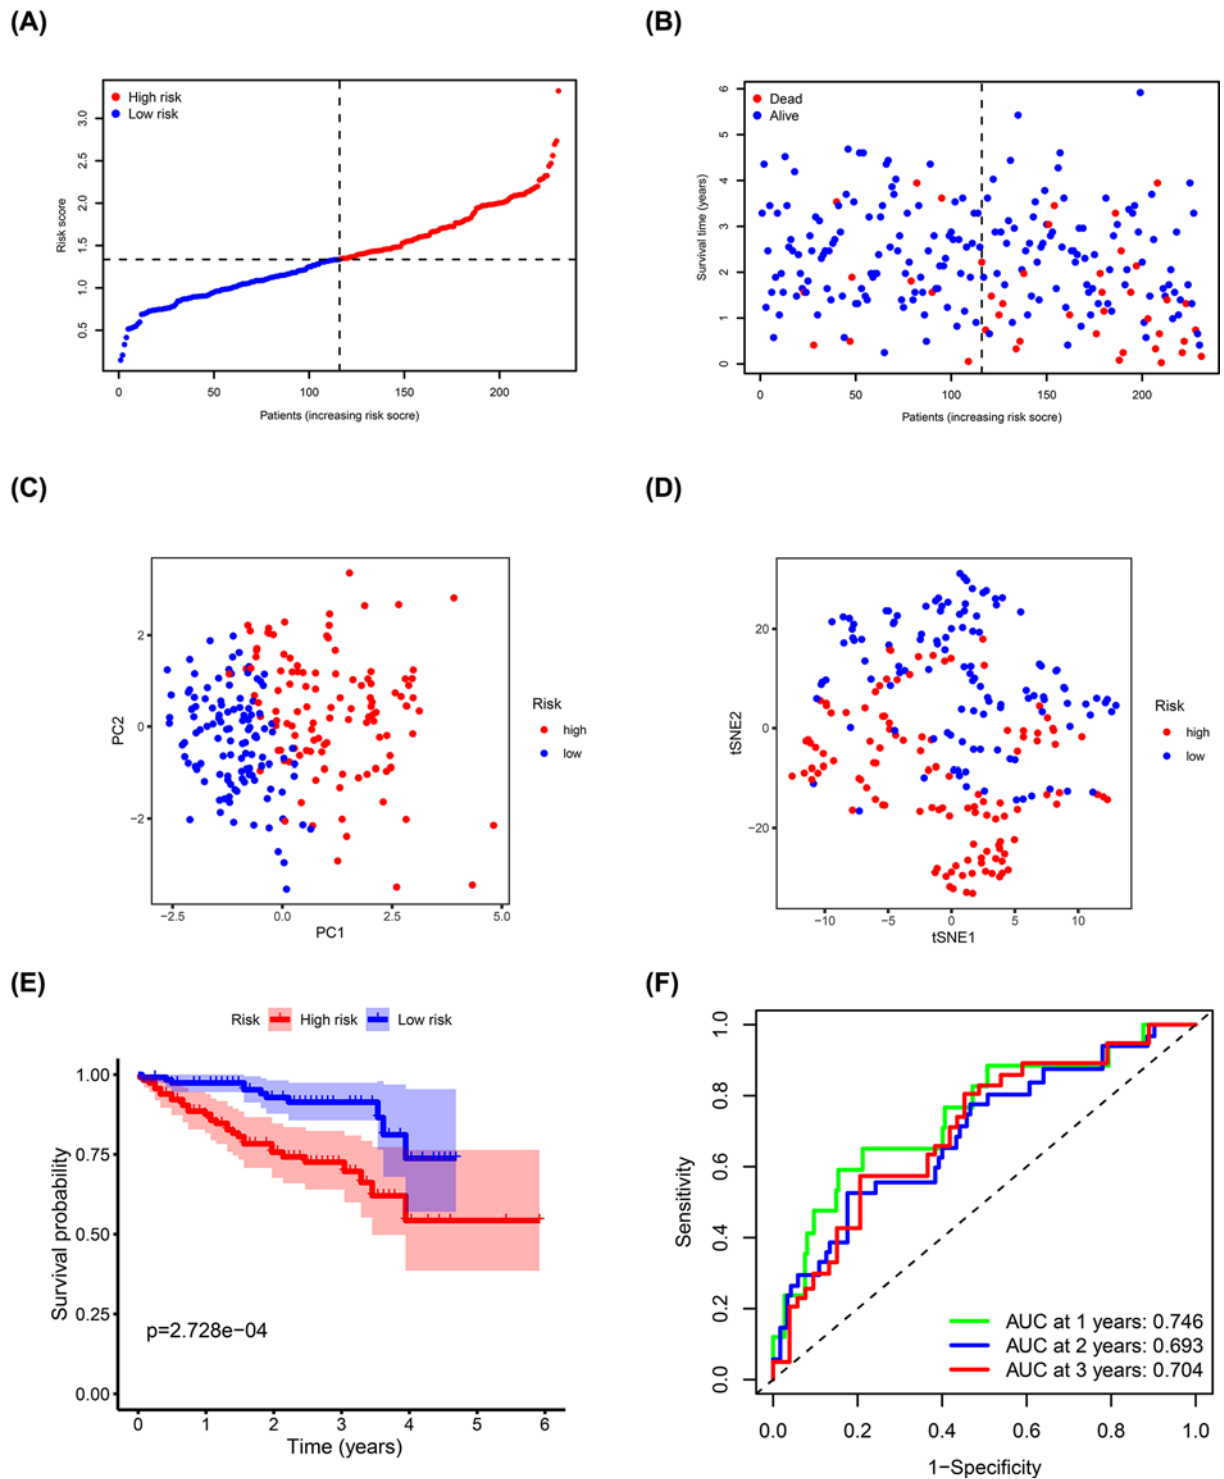 (A)
High risk
Low risk
Risk score
0.5 1.0 1.5 2.0 2.5 3.0
0 50 100 150 200
Patients (increasing risk socre)
(B)
Dead
Alive
Survival time (years)
0 1 2 3 4 5 6
0 50 100 150 200
Patients (increasing risk socre)
(C)
PC2
2
0
−2
−2.5 0.0 2.5 5.0
PC1
Risk
high
low
(D)
tSNE2
20
0
−20
−10 −5 0 5 10
tSNE1
Risk
high
low
(E)
Risk High risk Low risk
Survival probability
1.00
0.75
0.50
0.25
0.00
p=2.728e−04
0 1 2 3 4 5 6
Time (years)
(F)
Sensitivity
0.0 0.2 0.4 0.6 0.8 1.0
AUC at 1 years: 0.746
AUC at 2 years: 0.693
AUC at 3 years: 0.704
0.0 0.2 0.4 0.6 0.8 1.0
1−Specificity